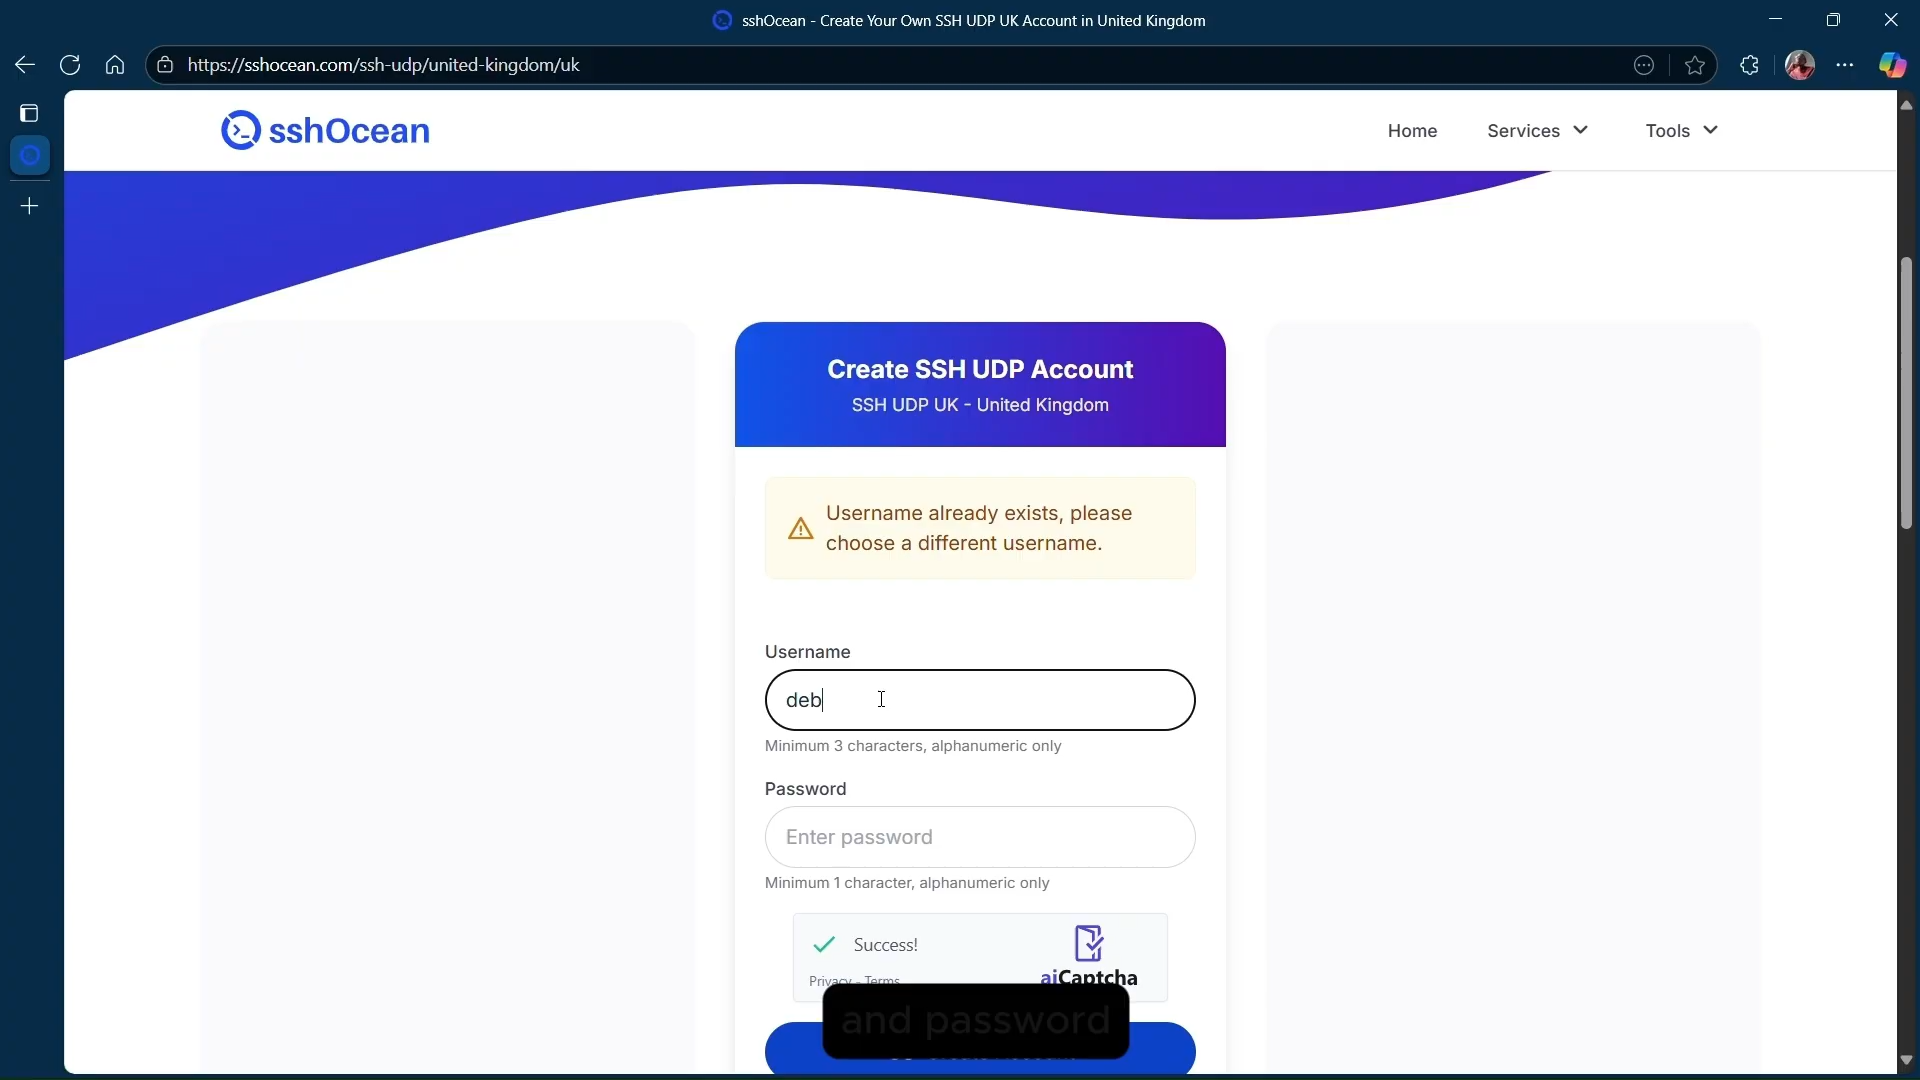 sshOcean - Create Your Own SSH UDP UK Account in United Kingdom
https://sshocean.com/ssh-udp/united-kingdom/uk
sshOcean
Home
Services
Tools
Create SSH UDP Account
SSH UDP UK - United Kingdom
Username already exists, please
choose a different username.
Username
deb
Minimum 3 characters, alphanumeric only
Password
Enter password
Minimum 1 character, alphanumeric only
Success!
Privacy - Terms
aiCaptcha
and password